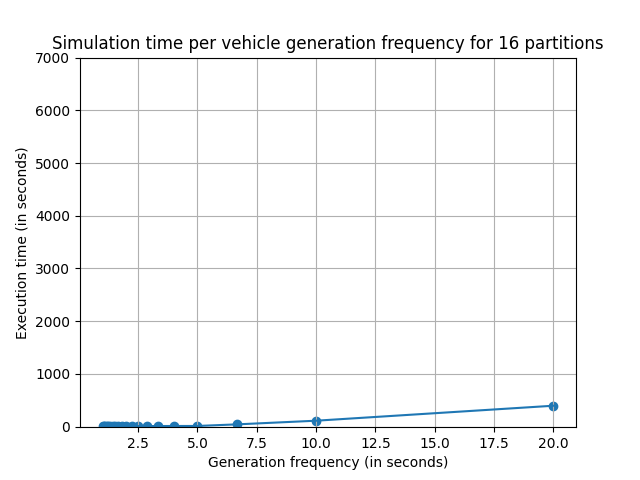 Simulation time per vehicle generation frequency for 16 partitions
7000
6000
5000
4000
3000
2000
1000
0
Execution time (in seconds)
2.5 5.0 7.5 10.0 12.5 15.0 17.5 20.0
Generation frequency (in seconds)